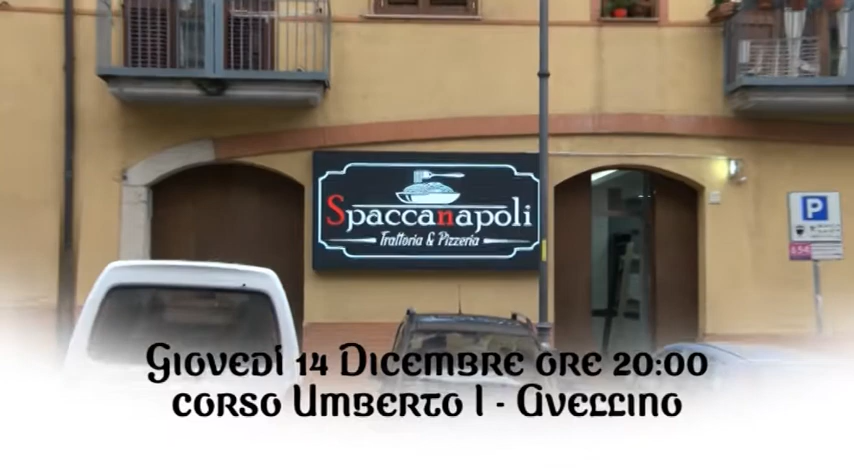 Spaccanapoli
Trattoria & Pizzeria
P
Giovedì 14 Dicembre ore 20:00
corso Umberto I - Avellino